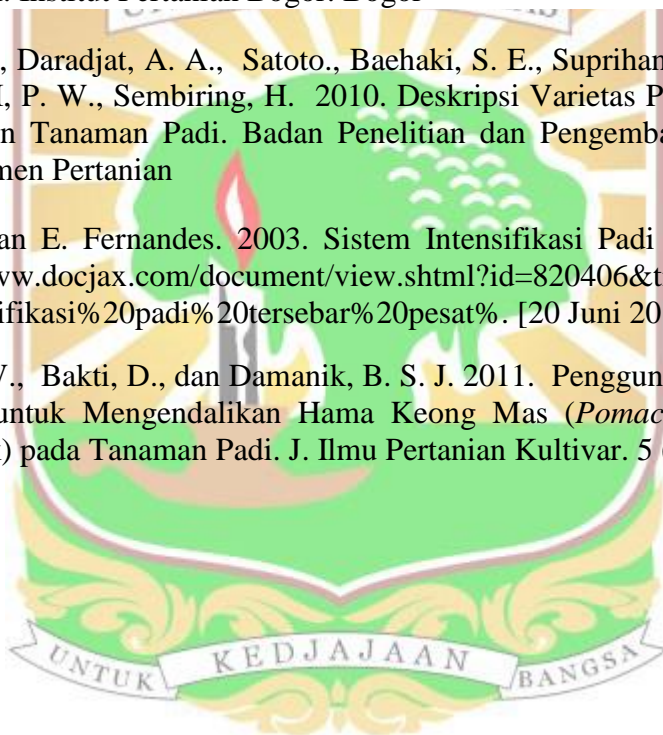 Institut Pertanian Bogor. Bogor
, Daradjat, A. A., Satoto., Baehaki, S. E., Suprihan
, P. W., Sembiring, H. 2010. Deskripsi Varietas P
n Tanaman Padi. Badan Penelitian dan Pengemba
men Pertanian
an E. Fernandes. 2003. Sistem Intensifikasi Padi
ww.docjax.com/document/view.shtml?id=820406&t
ifikasi%20padi%20tersebar%20pesat%. [20 Juni 20
V., Bakti, D., dan Damanik, B. S. J. 2011. Penggun
untuk Mengendalikan Hama Keong Mas (Pomac
) pada Tanaman Padi. J. Ilmu Pertanian Kultivar. 5
UNTUK KEDJAJAAN BANGSA